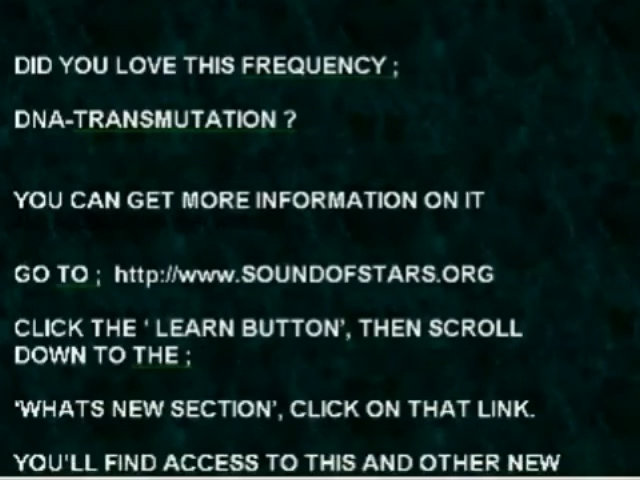 DID YOU LOVE THIS FREQUENCY ;
DNA-TRANSMUTATION ?
YOU CAN GET MORE INFORMATION ON IT
GO TO ; http://www.SOUNDOFSTARS.ORG
CLICK THE ' LEARN BUTTON', THEN SCROLL
DOWN TO THE ;
'WHATS NEW SECTION', CLICK ON THAT LINK.
YOU'LL FIND ACCESS TO THIS AND OTHER NEW